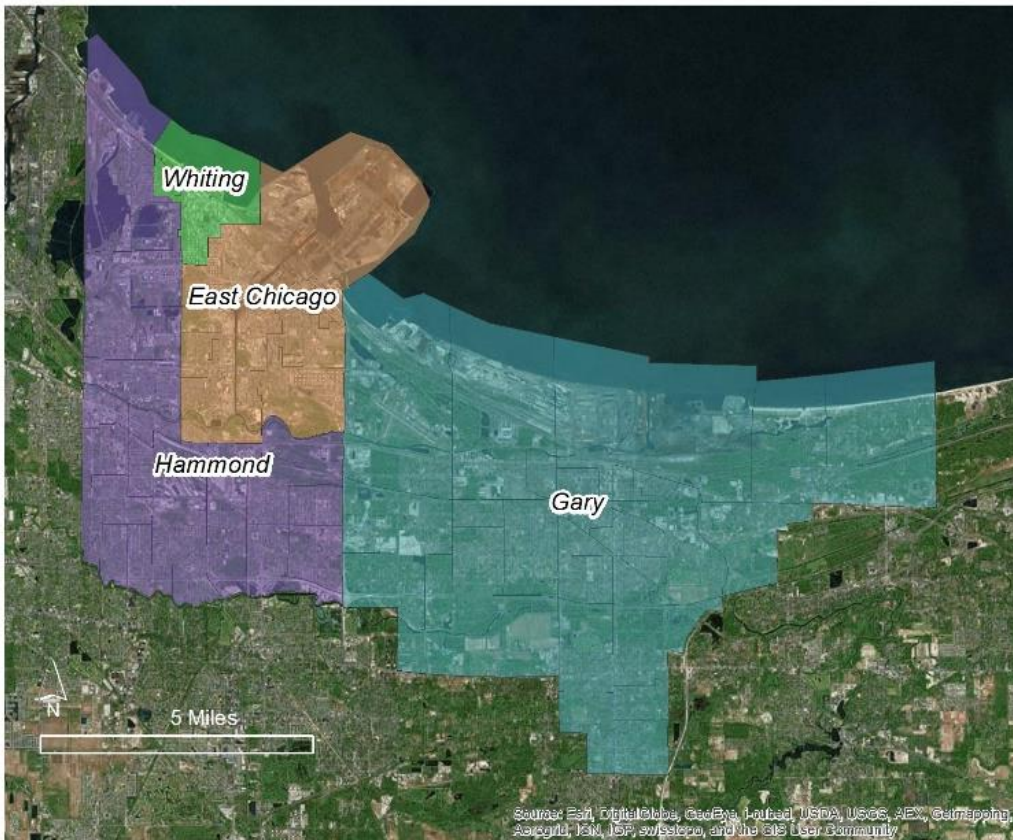 Whiting
East Chicago
Hammond
Gary
N
5 Miles
Source: Esri, DigitalGlobe, GeoEye, i-cubed, USDA, USGS, AEX, Getmapping,
Aerogrid, IGN, IGP, swisstopo, and the GIS User Community